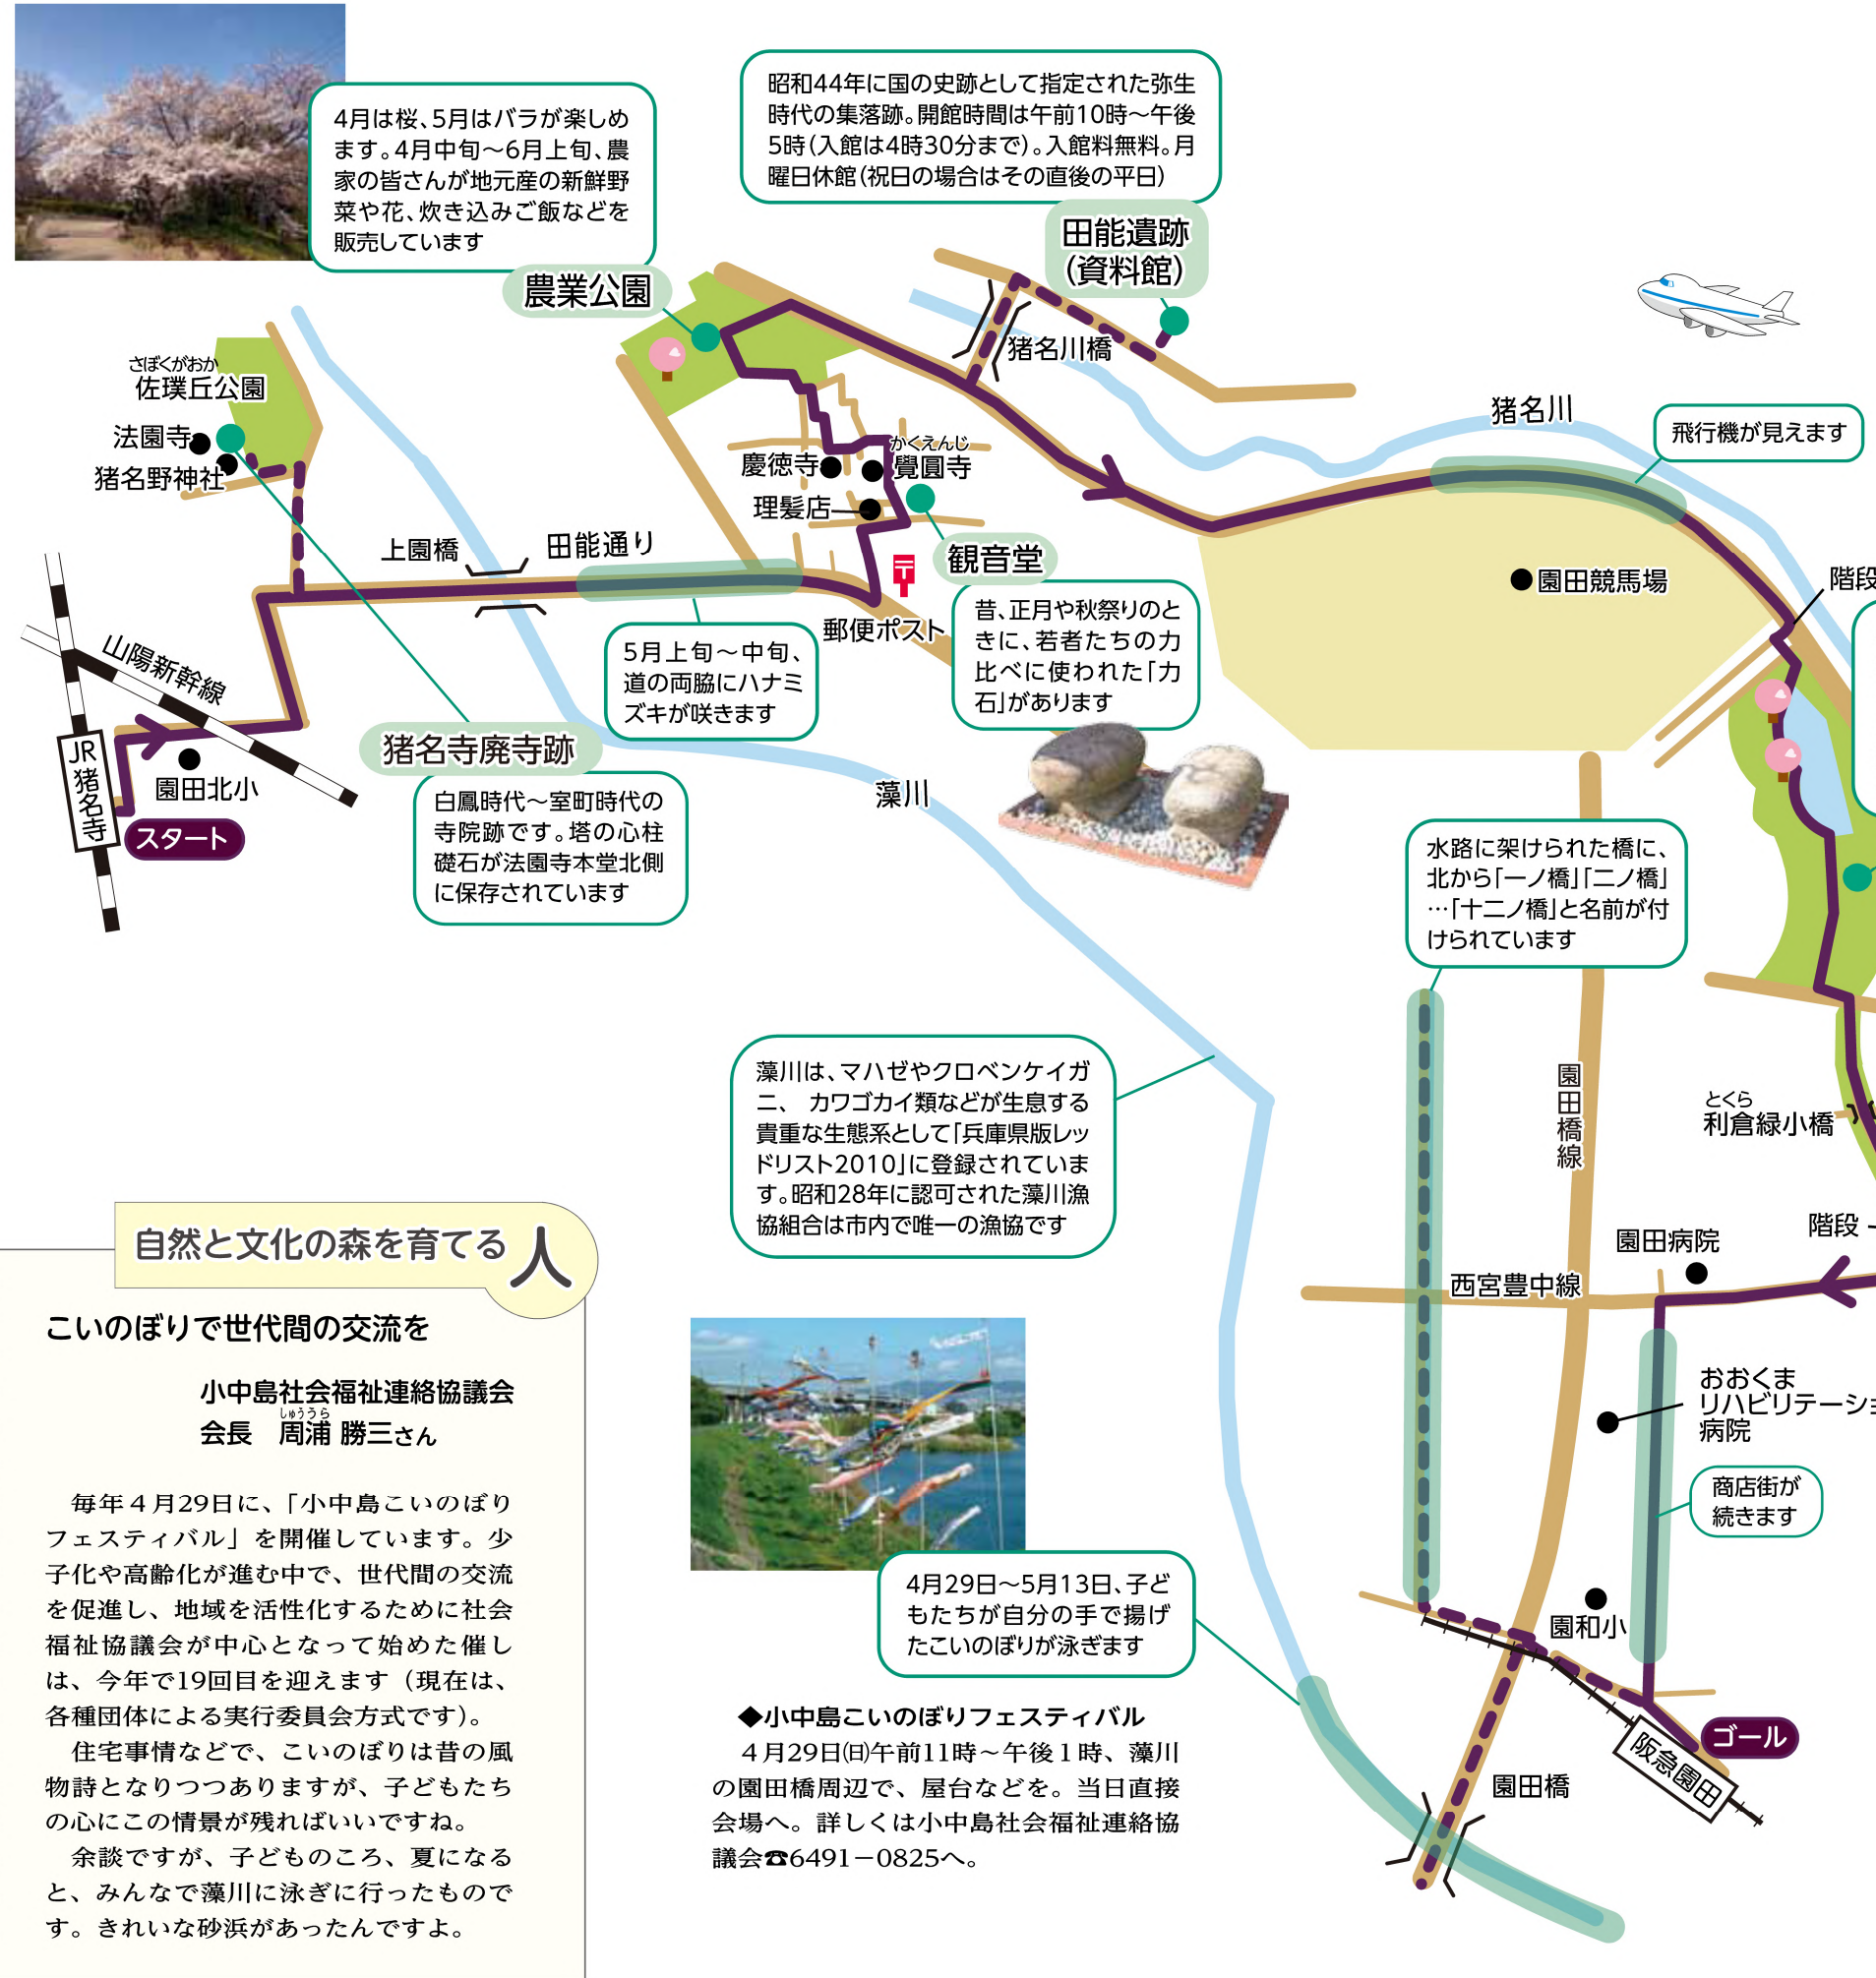 4月は桜、5月はバラが楽しめ
ます。4月中旬～6月上旬、農
家の皆さんが地元産の新鮮野
菜や花、炊き込みご飯などを
販売しています
農業公園
昭和44年に国の史跡として指定された弥生
時代の集落跡。開館時間は午前10時～午後
5時(入館は4時30分まで)。入館料無料。月
曜日休館(祝日の場合はその直後の平日)
田能遺跡
(資料館)
猪名川橋
猪名川
飛行機が見えます
さぼくがおか
佐璞丘公園
法園寺
猪名野神社
慶徳寺
かくえんじ
覺圓寺
理髪店
観音堂
昔、正月や秋祭りのと
きに、若者たちの力
比べに使われた「力
石」があります
上園橋
田能通り
郵便ポスト
5月上旬～中旬、
道の両脇にハナミ
ズキが咲きます
園田競馬場
階段
山陽新幹線
JR
猪名寺
園田北小
スタート
猪名寺廃寺跡
白鳳時代～室町時代の
寺院跡です。塔の心柱
礎石が法園寺本堂北側
に保存されています
藻川
水路に架けられた橋に、
北から「一ノ橋」「二ノ橋」
…「十二ノ橋」と名前が付
けられています
藻川は、マハゼやクロベンケイガ
ニ、 カワゴカイ類などが生息する
貴重な生態系として「兵庫県版レッ
ドリスト2010」に登録されていま
す。昭和28年に認可された藻川漁
協組合は市内で唯一の漁協です
園田橋線
とくら
利倉緑小橋
園田病院
階段
西宮豊中線
おおくま
リハビリテーショ
病院
商店街が
続きます
園和小
ゴール
阪急園田
園田橋
4月29日～5月13日、子ど
もたちが自分の手で揚げ
たこいのぼりが泳ぎます
◆小中島こいのぼりフェスティバル
４月29日㈰午前11時～午後１時、藻川
の園田橋周辺で、屋台などを。当日直接
会場へ。詳しくは小中島社会福祉連絡協
議会☎6491－0825へ。
自然と文化の森を育てる 人
こいのぼりで世代間の交流を
小中島社会福祉連絡協議会
しゅううら
会長　周浦 勝三さん
毎年４月29日に、「小中島こいのぼり
フェスティバル」を開催しています。少
子化や高齢化が進む中で、世代間の交流
を促進し、地域を活性化するために社会
福祉協議会が中心となって始めた催し
は、今年で19回目を迎えます（現在は、
各種団体による実行委員会方式です）。
住宅事情などで、こいのぼりは昔の風
物詩となりつつありますが、子どもたち
の心にこの情景が残ればいいですね。
余談ですが、子どものころ、夏になる
と、みんなで藻川に泳ぎに行ったもので
す。きれいな砂浜があったんですよ。